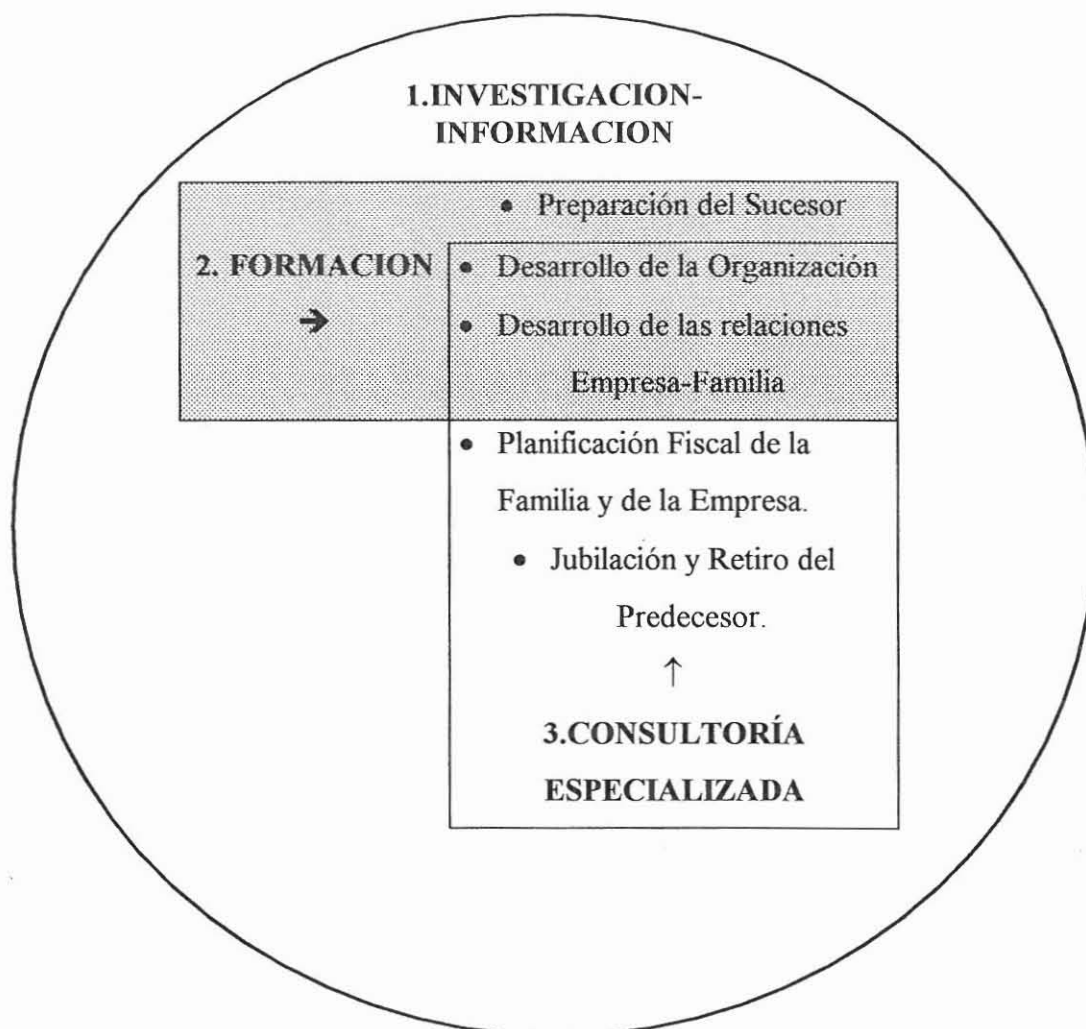 1.INVESTIGACION-
INFORMACION
• Preparación del Sucesor
2. FORMACION
➔
• Desarrollo de la Organización
• Desarrollo de las relaciones
Empresa-Familia
• Planificación Fiscal de la
Familia y de la Empresa.
• Jubilación y Retiro del
Predecesor.
↑
3.CONSULTORÍA
ESPECIALIZADA